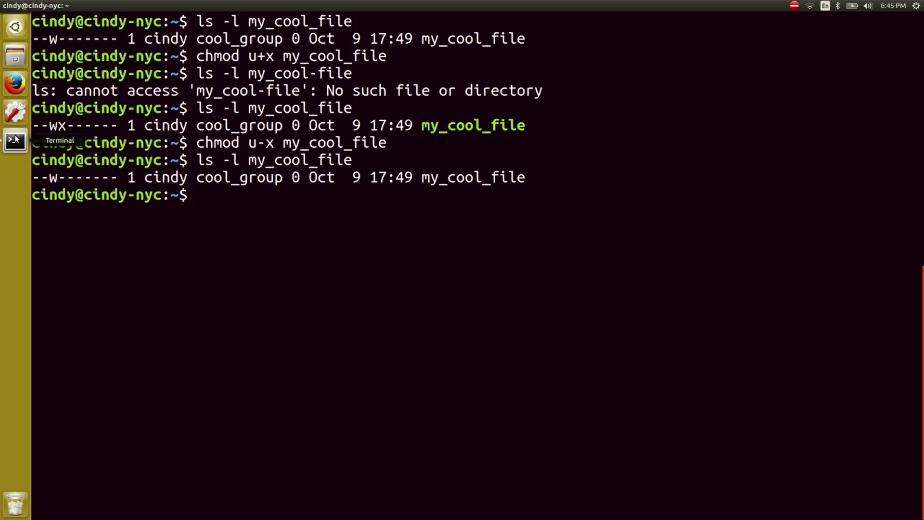 cindy@cindy-nyc: ~
En
6:45 PM
cindy@cindy-nyc:~$ ls -l my_cool_file
--w------- 1 cindy cool_group 0 Oct  9 17:49 my_cool_file
cindy@cindy-nyc:~$ chmod u+x my_cool_file
cindy@cindy-nyc:~$ ls -l my_cool-file
ls: cannot access 'my_cool-file': No such file or directory
cindy@cindy-nyc:~$ ls -l my_cool_file
--wx------ 1 cindy cool_group 0 Oct  9 17:49 my_cool_file
Terminal
cindy@cindy-nyc:~$ chmod u-x my_cool_file
cindy@cindy-nyc:~$ ls -l my_cool_file
--w------- 1 cindy cool_group 0 Oct  9 17:49 my_cool_file
cindy@cindy-nyc:~$